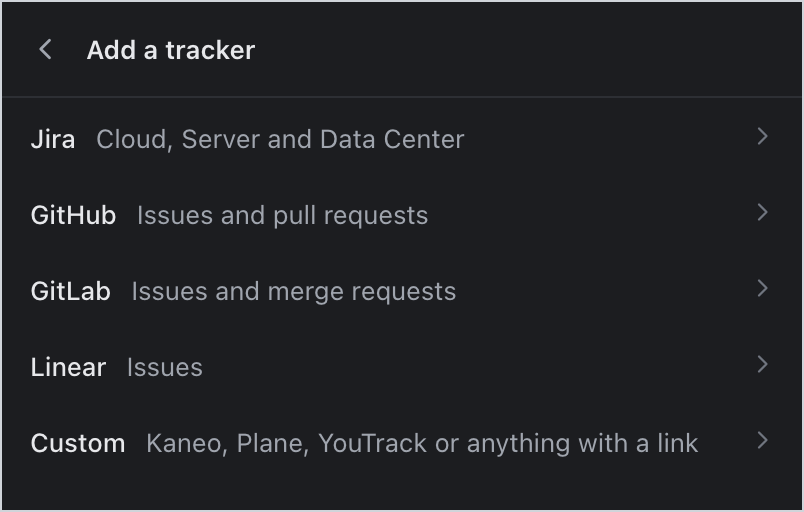 Add a tracker
Jira Cloud, Server and Data Center
GitHub Issues and pull requests
GitLab Issues and merge requests
Linear Issues
Custom Kaneo, Plane, YouTrack or anything with a link